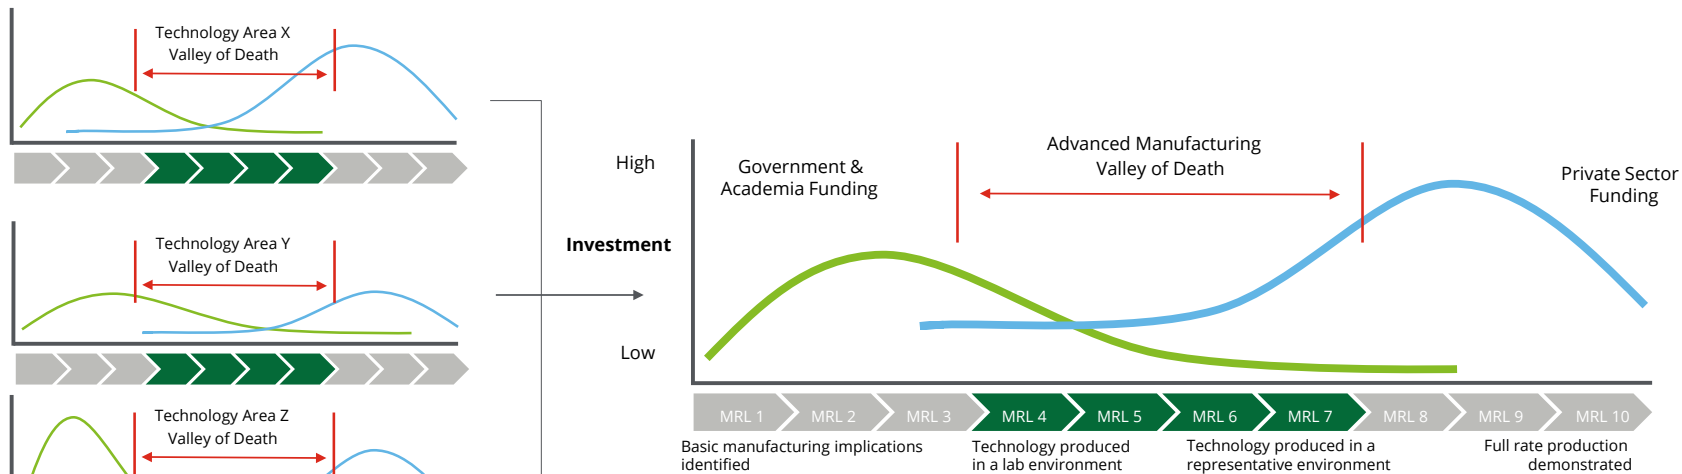 Technology Area X
Valley of Death
Technology Area Y
Valley of Death
Technology Area Z
Valley of Death
High
Investment
Low
Government &
Academia Funding
Advanced Manufacturing
Valley of Death
Private Sector
Funding
MRL 1
MRL 2
MRL 3
MRL 4
MRL 5
MRL 6
MRL 7
MRL 8
MRL 9
MRL 10
Basic manufacturing implications
identified
Technology produced
in a lab environment
Technology produced in a
representative environment
Full rate production
demonstrated